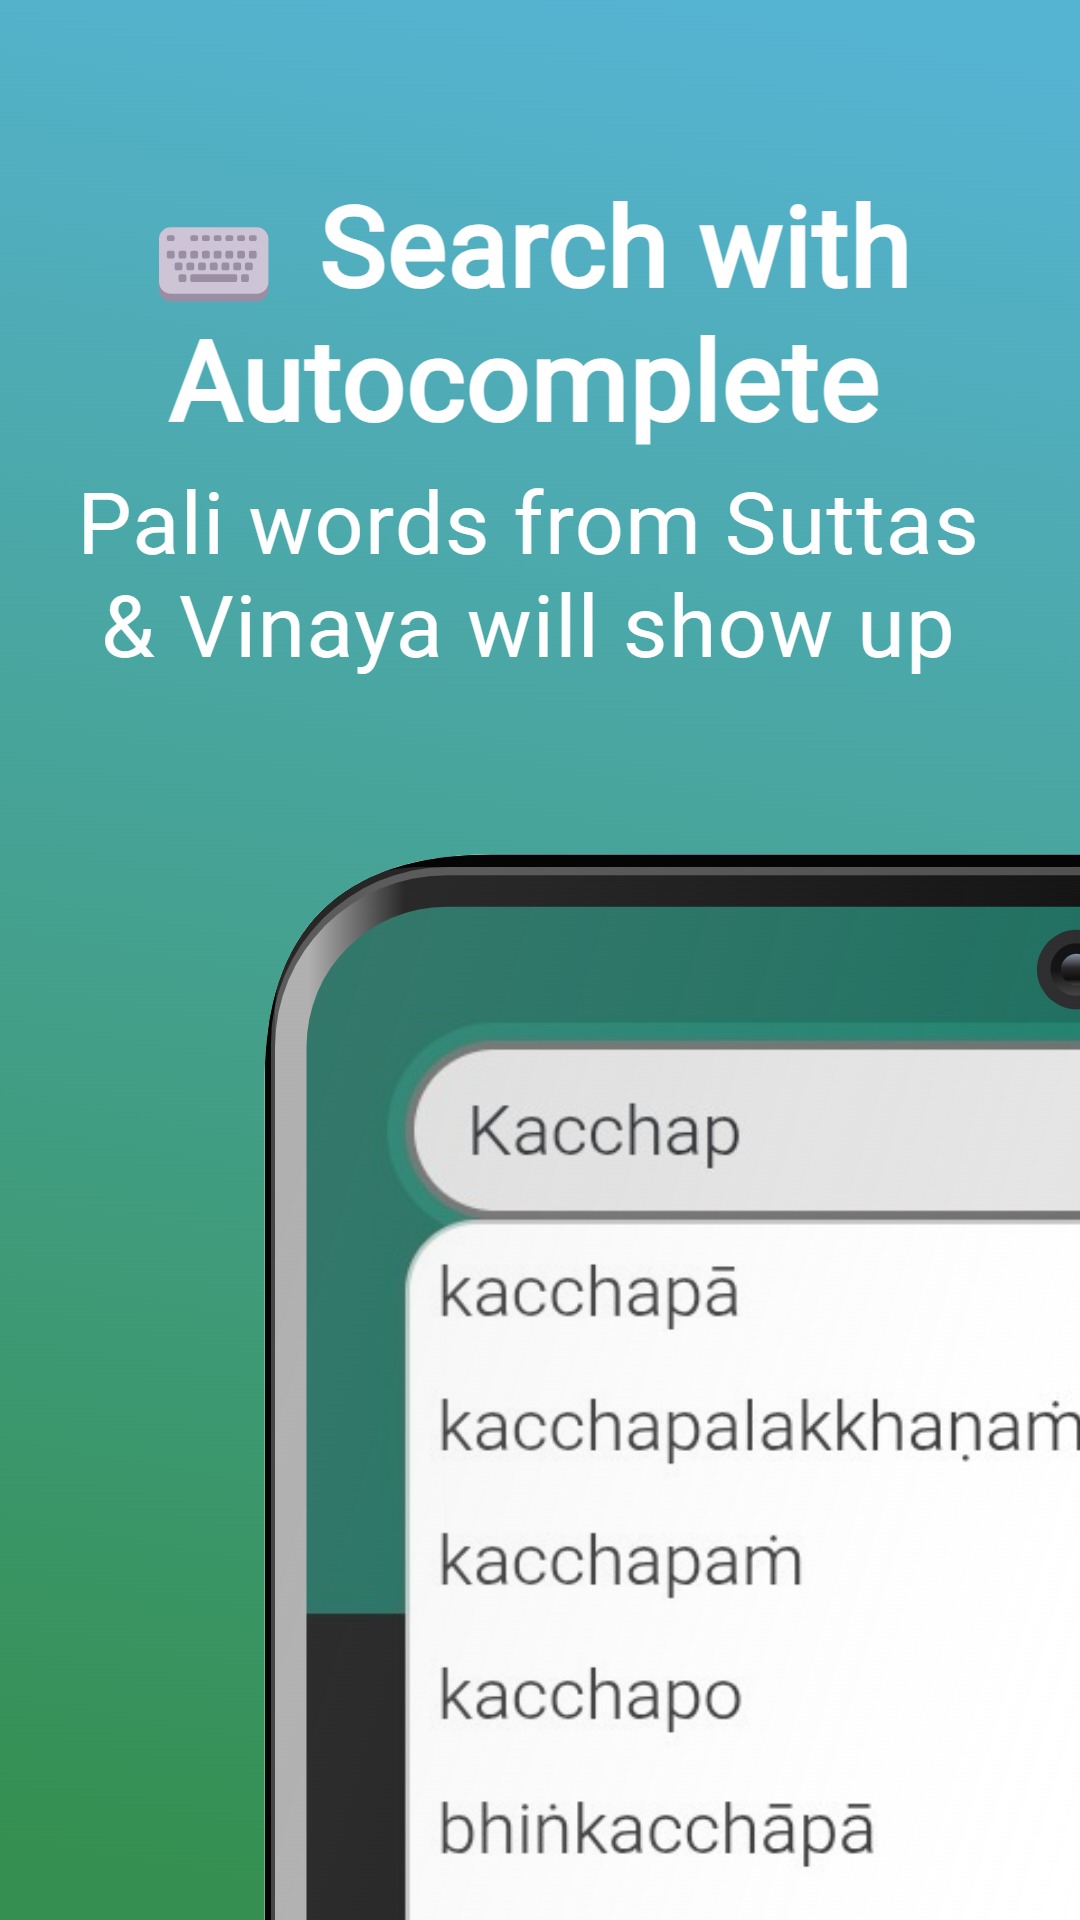 Search with
Autocomplete
Pali words from Suttas
& Vinaya will show up
Kacchap
kacchapā
kacchapalakkhaṇaṁ
kacchapaṁ
kacchapo
bhiṅkacchāpā